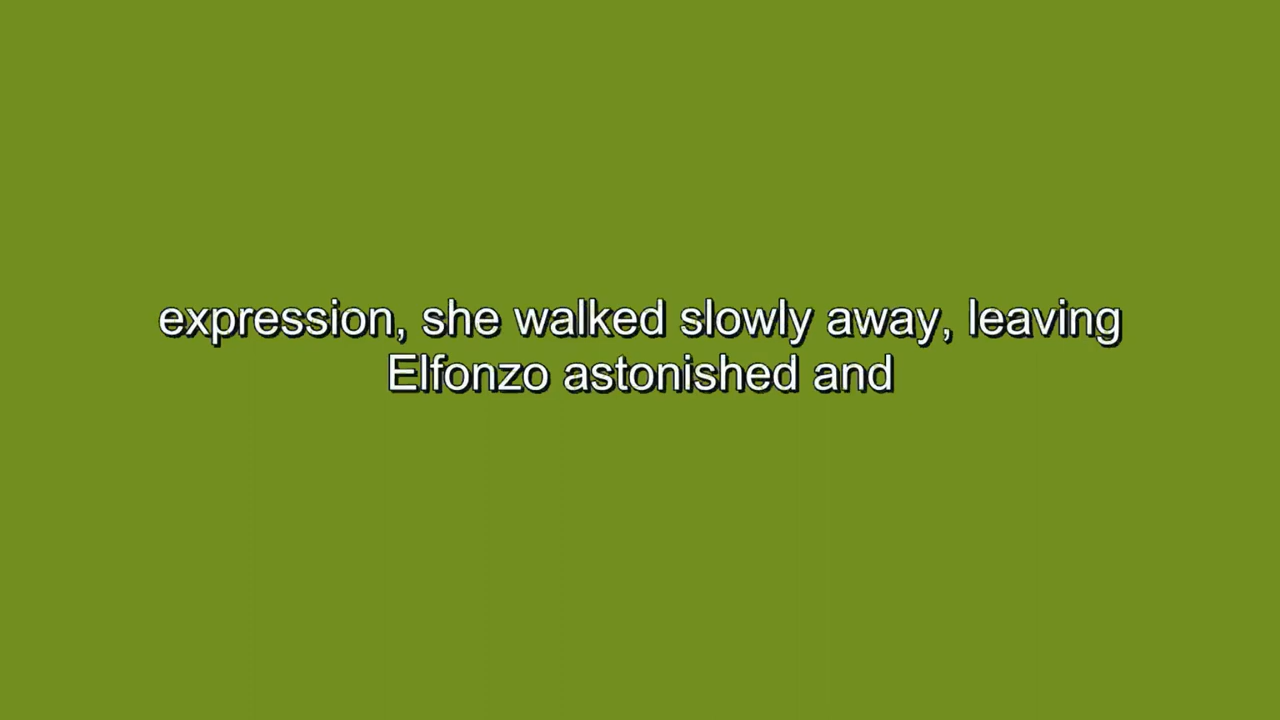 expression, she walked slowly away, leaving
Elfonzo astonished and